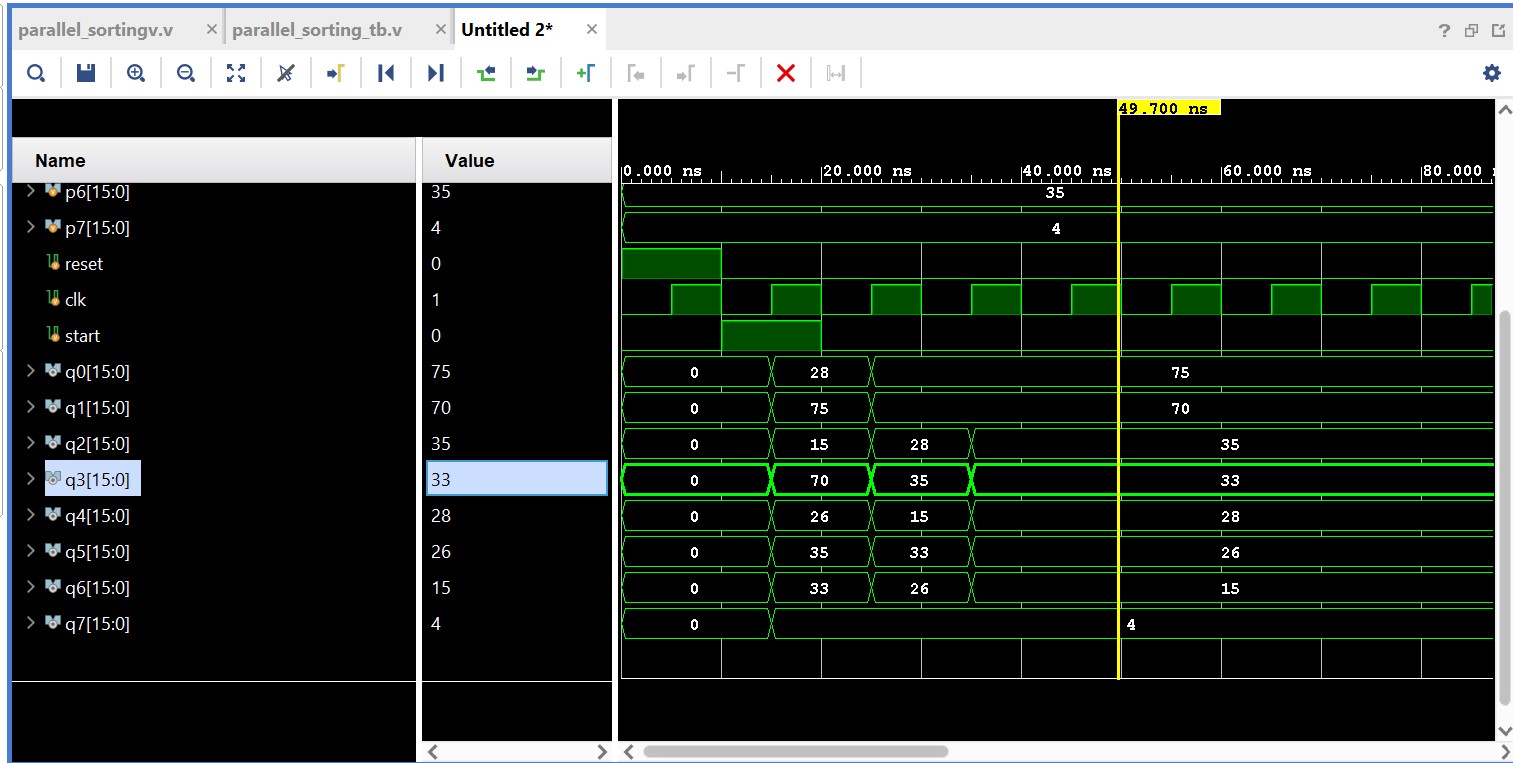 parallel_sortingv.v × parallel_sorting_tb.v × Untitled 2* × ?
49.700 ns
Name Value 0.000 ns 20.000 ns 40.000 ns 60.000 ns 80.000
p6[15:0] 35 35
p7[15:0] 4 4
reset 0
clk 1
start 0
q0[15:0] 75 0 28 75
q1[15:0] 70 0 75 70
q2[15:0] 35 0 15 28 35
q3[15:0] 33 0 70 35 33
q4[15:0] 28 0 26 15 28
q5[15:0] 26 0 35 33 26
q6[15:0] 15 0 33 26 15
q7[15:0] 4 0 4